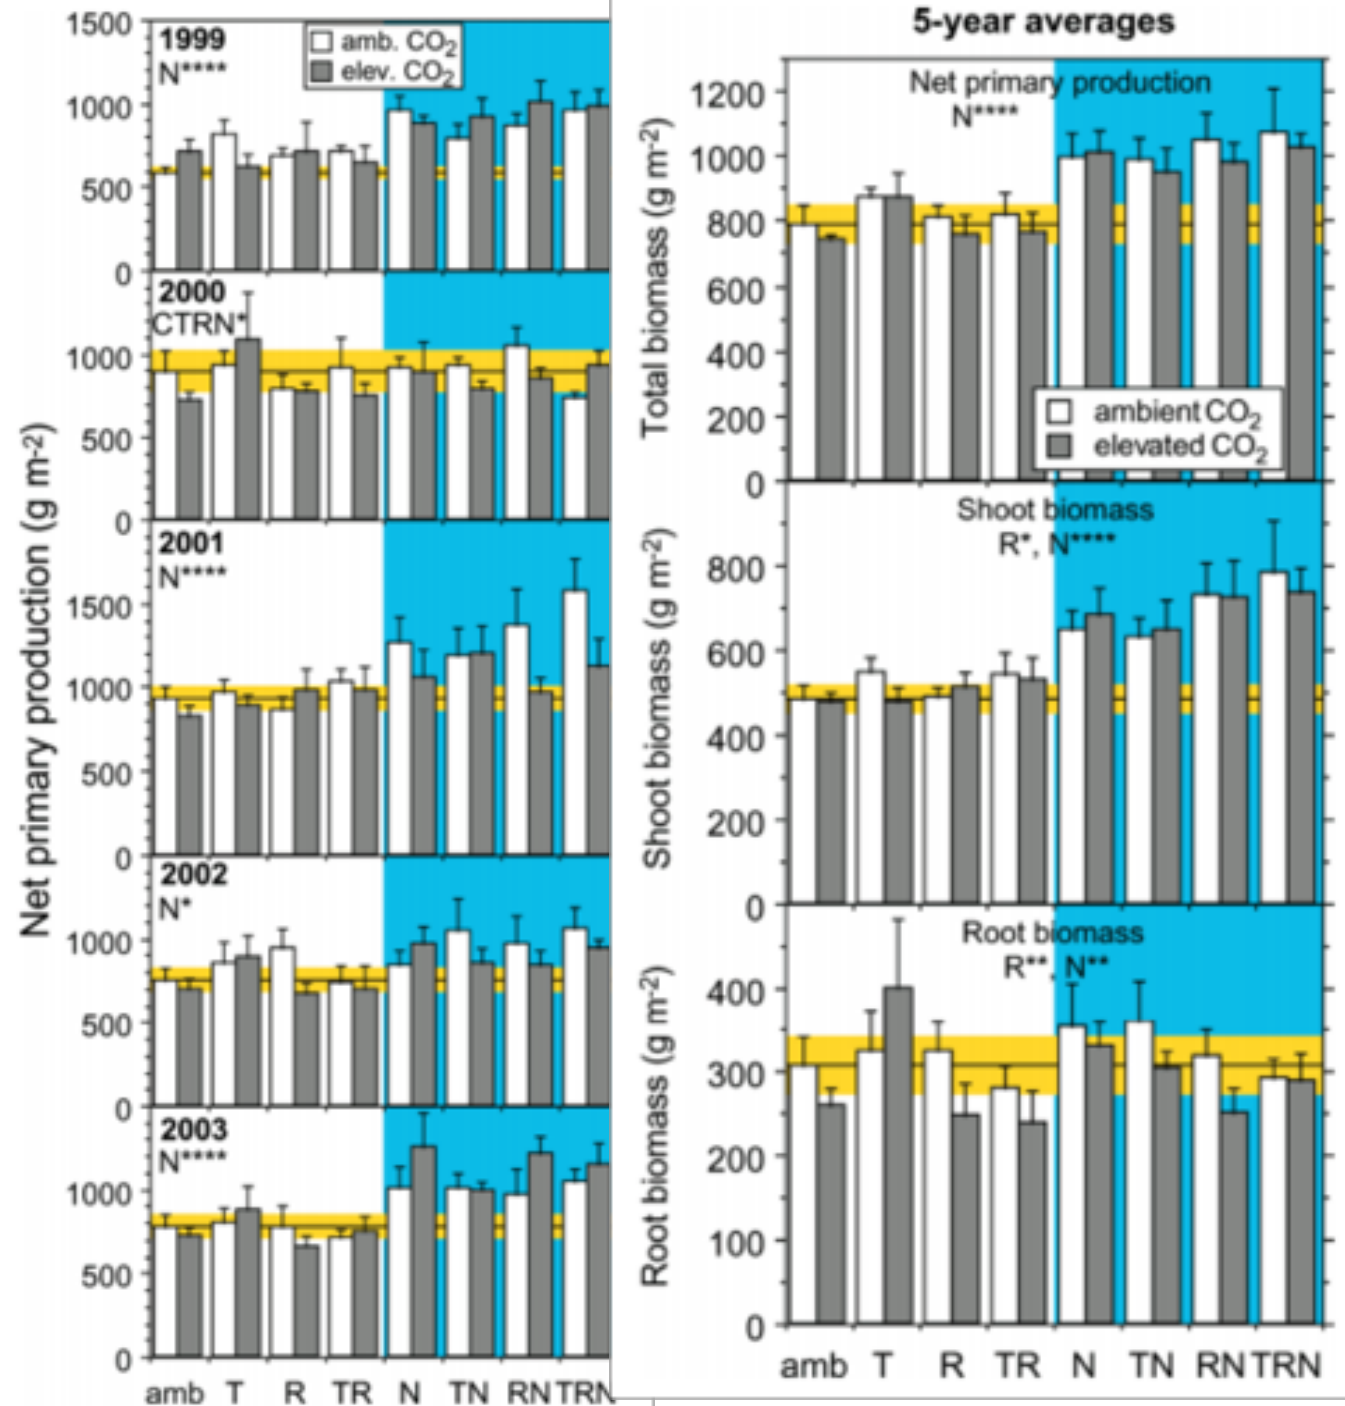 Net primary production (g m-2)
1500
1000
500
0
1999
N****
amb. CO2
elev. CO2
1000
500
0
2000
CTRN*
1500
1000
500
0
2001
N****
1000
500
0
2002
N*
1000
500
0
2003
N****
amb T R TR N TN RN TRN
5-year averages
Total biomass (g m-2)
1200
1000
800
600
400
200
0
Net primary production
N****
ambient CO2
elevated CO2
Shoot biomass (g m-2)
800
600
400
200
0
Shoot biomass
R*, N****
Root biomass (g m-2)
400
300
200
100
0
Root biomass
R**, N**
amb T R TR N TN RN TRN